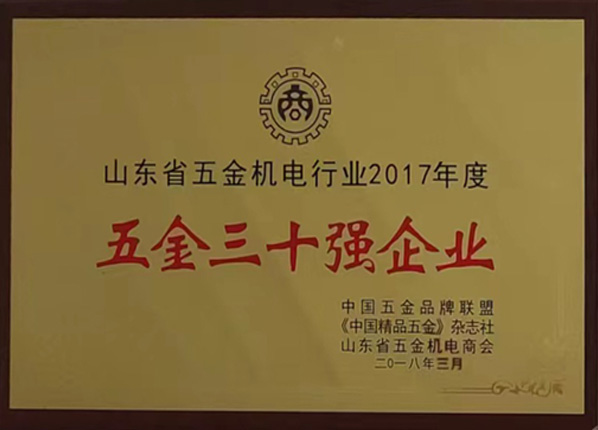 商
山东省五金机电行业2017年度
五金三十强企业
中国五金品牌联盟
《中国精品五金》杂志社
山东省五金机电商会
二〇一八年三月